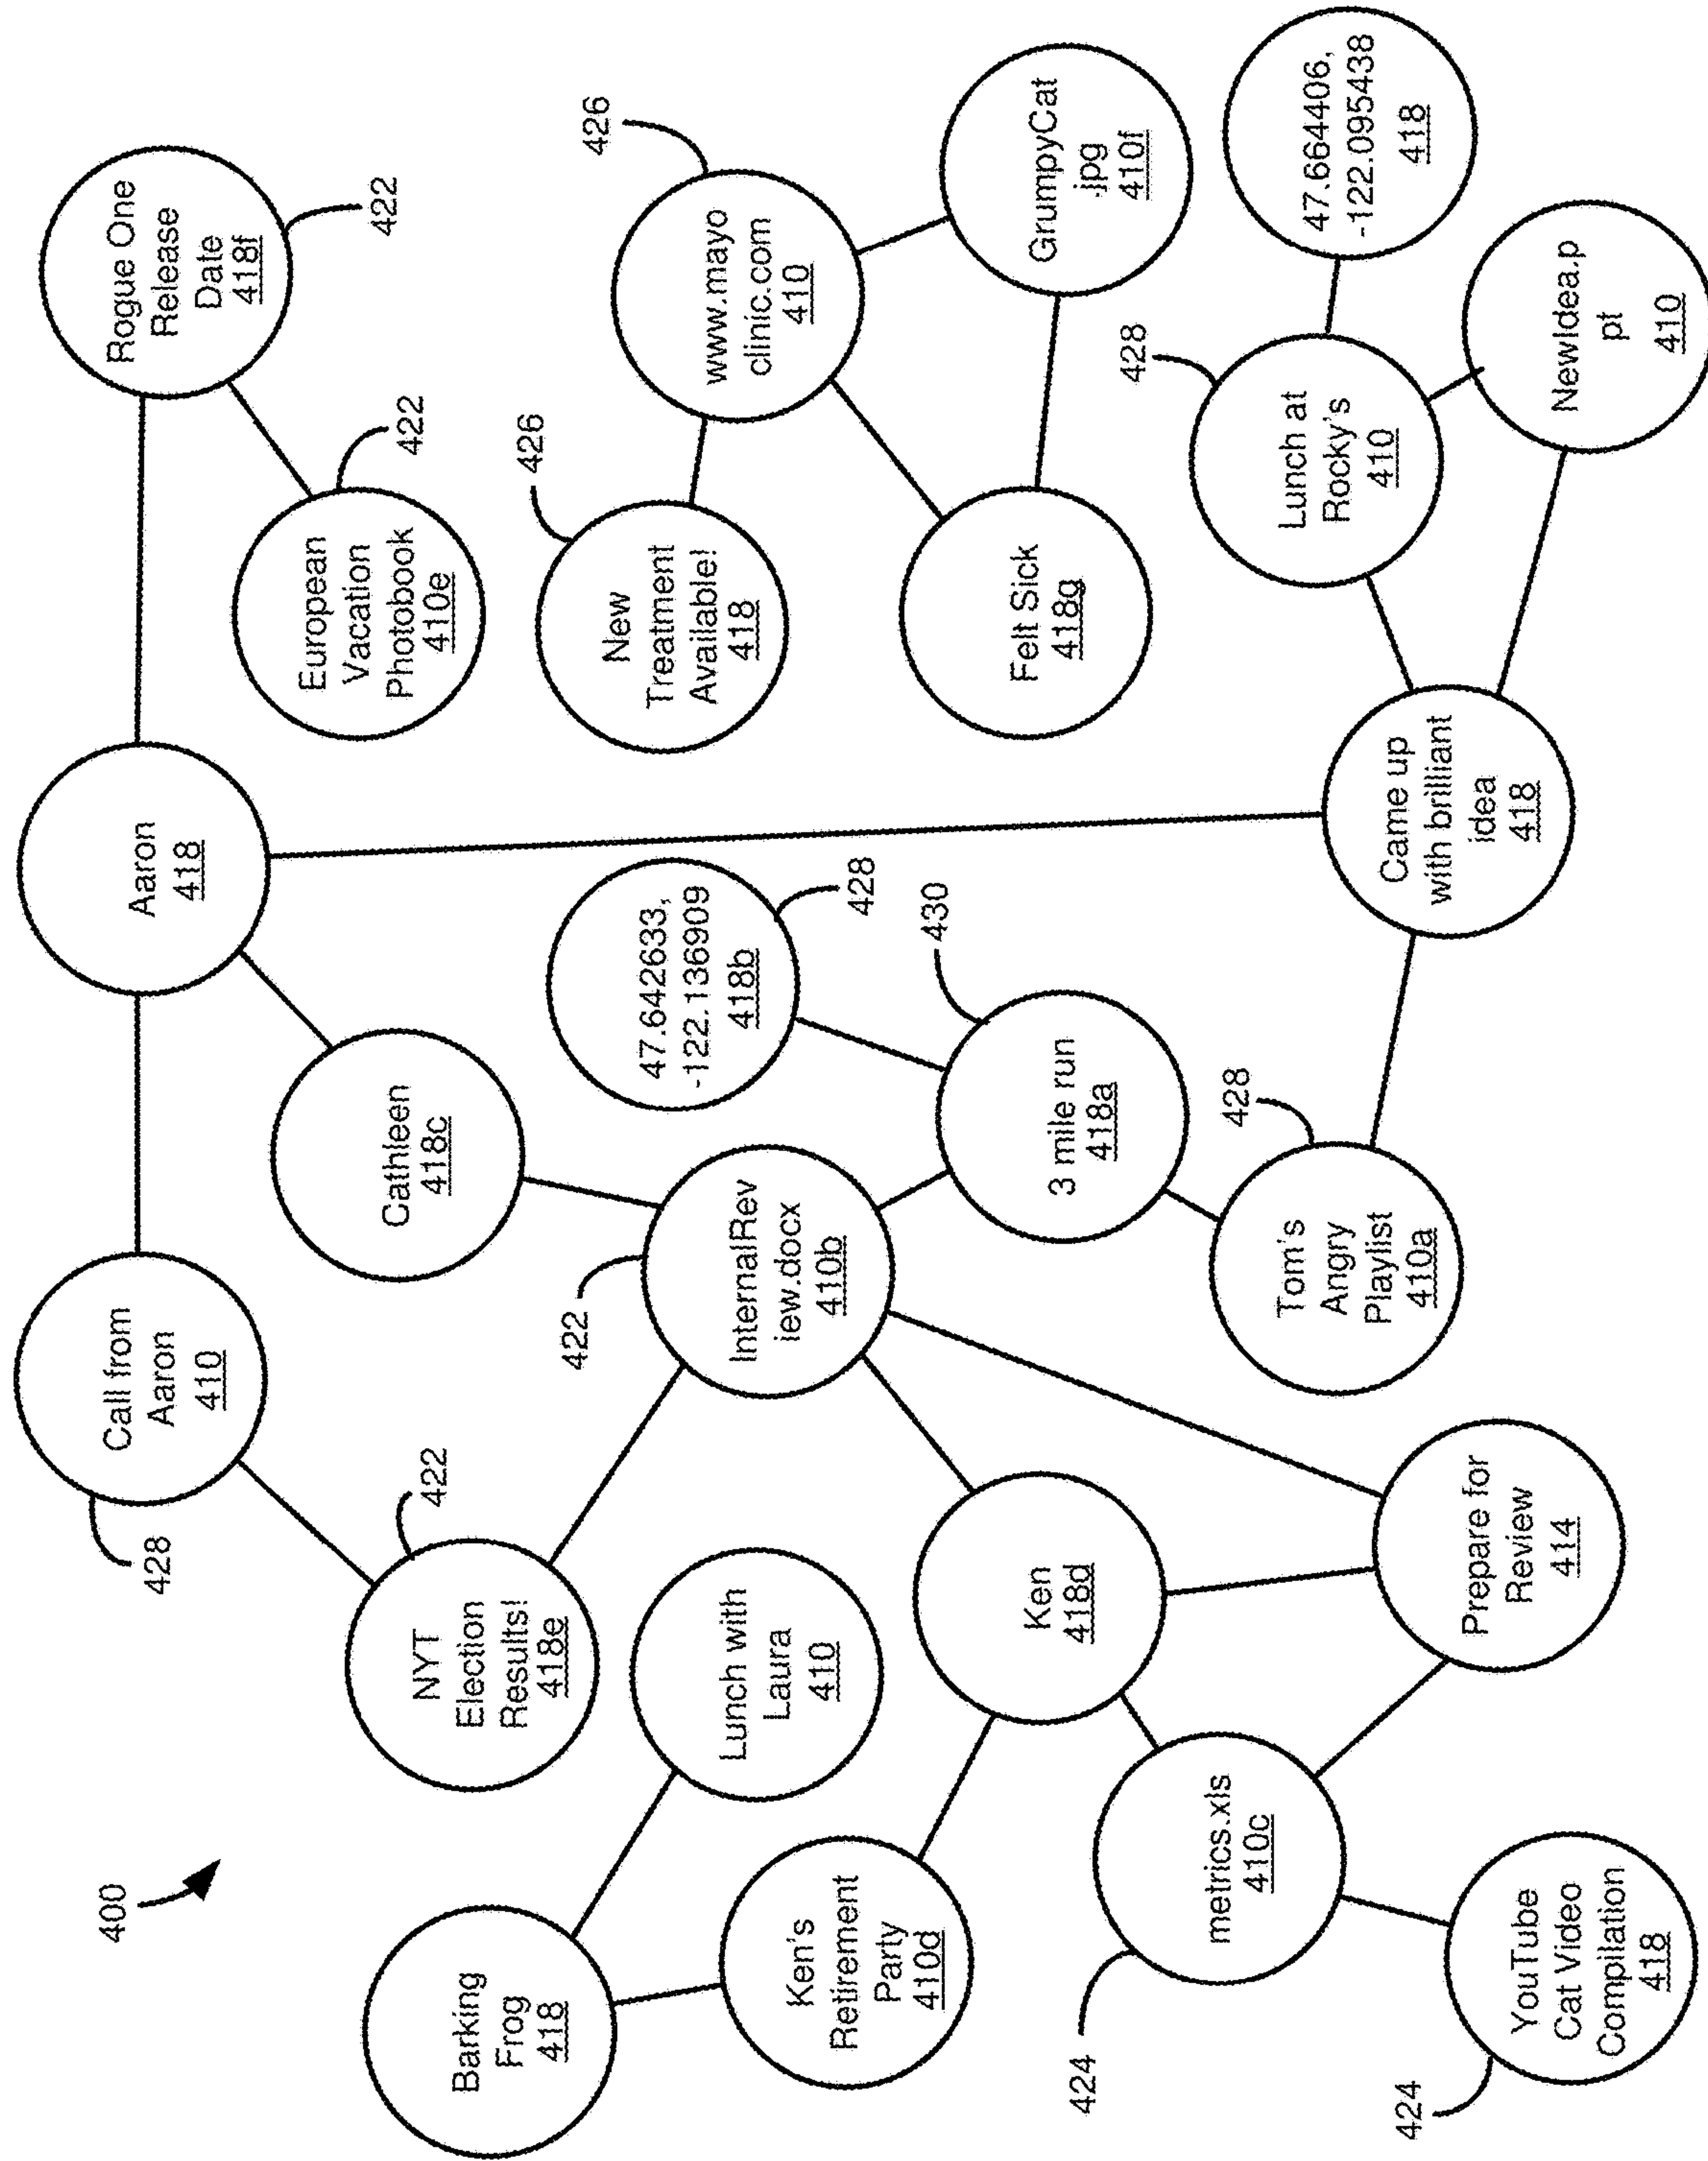 400
Barking
Frog
418
Ken's
Retirement
Party
410d
424
metrics.xls
410c
424
YouTube
Cat Video
Compilation
418
NYT
Election
Results!
418e
422
Lunch with
Laura
410
Ken
418d
Prepare for
Review
414
428
Call from
Aaron
410
422
InternalRev
iew.docx
410b
Cathleen
418c
Tom's
Angry
Playlist
410a
428
3 mile run
418a
430
47.642633,
-122.136909
418b
428
Aaron
418
Came up
with brilliant
idea
418
European
Vacation
Photobook
410e
422
New
Treatment
Available!
418
426
Felt Sick
418g
Rogue One
Release
Date
418f
422
www.mayo
clinic.com
410
426
GrumpyCat
.jpg
410f
Lunch at
Rocky's
410
428
47.664406,
-122.095438
418
NewIdea.p
pt
410